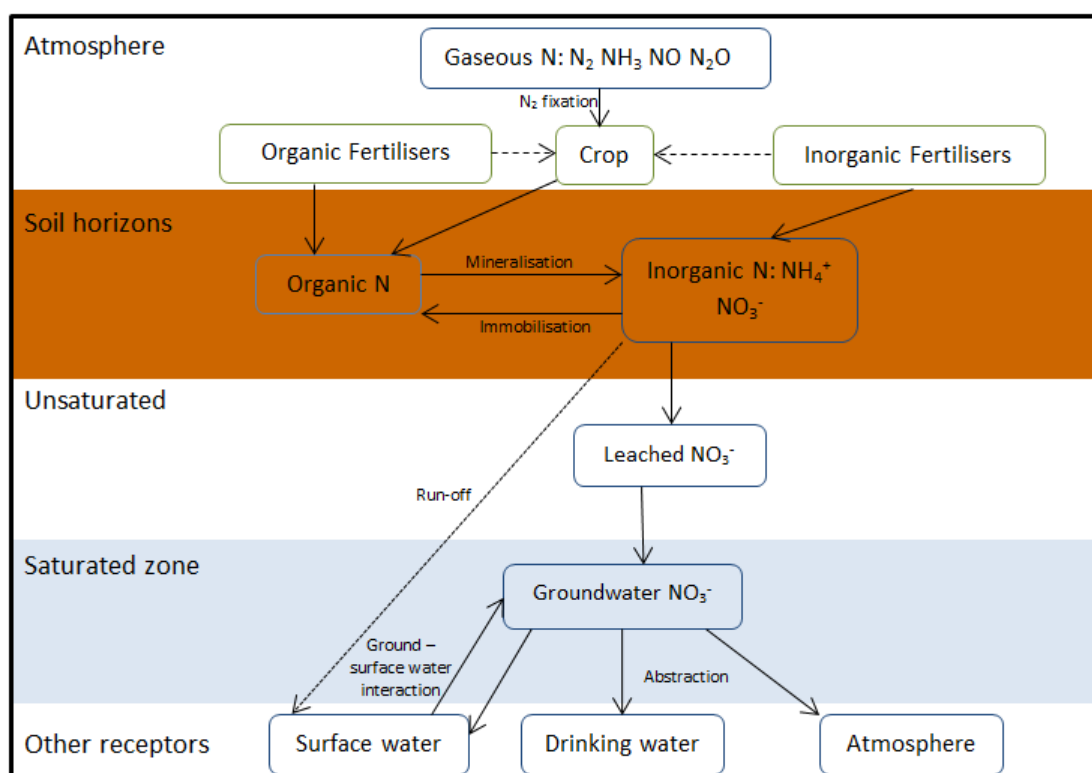 Atmosphere
Gaseous N: N₂ NH₃ NO N₂O
N₂ fixation
Organic Fertilisers
Crop
Inorganic Fertilisers
Soil horizons
Organic N
Mineralisation
Immobilisation
Inorganic N: NH₄⁺
NO₃⁻
Unsaturated
Leached NO₃⁻
Run-off
Saturated zone
Groundwater NO₃⁻
Ground –
surface water
interaction
Abstraction
Other receptors
Surface water
Drinking water
Atmosphere